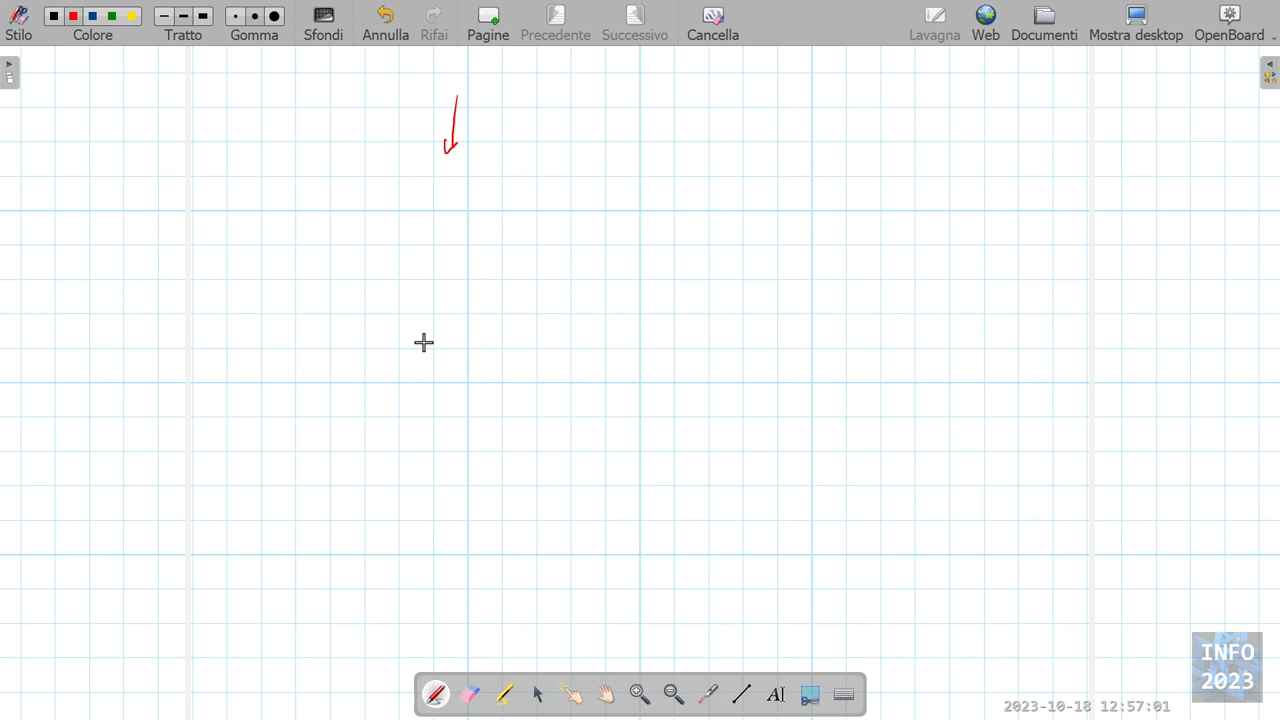 Stilo Colore Tratto Gomma Sfondi Annulla Rifai Pagine Precedente Successivo Cancella Lavagna Web Documenti Mostra desktop OpenBoard
AI
INFO
2023
2023-10-18 12:57:01